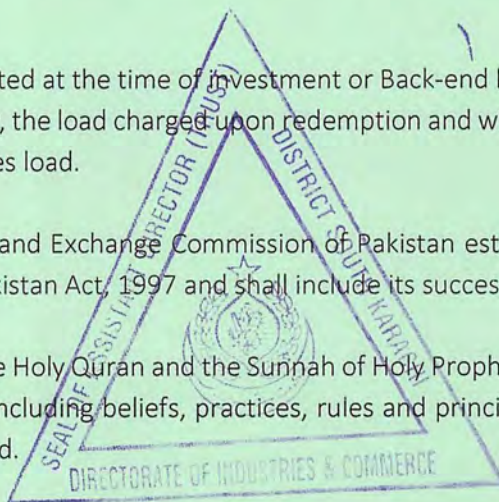 ted at the time of investment or Back-end
, the load charged upon redemption and w
es load.
and Exchange Commission of Pakistan est
kistan Act, 1997 and shall include its succes
e Holy Quran and the Sunnah of Holy Proph
ncluding beliefs, practices, rules and princi
d.
SEAL OF ASSISTANT DIRECTOR (TRUST)
DISTRICT SOUTH KARACHI
DIRECTORATE OF INDUSTRIES & COMMERCE